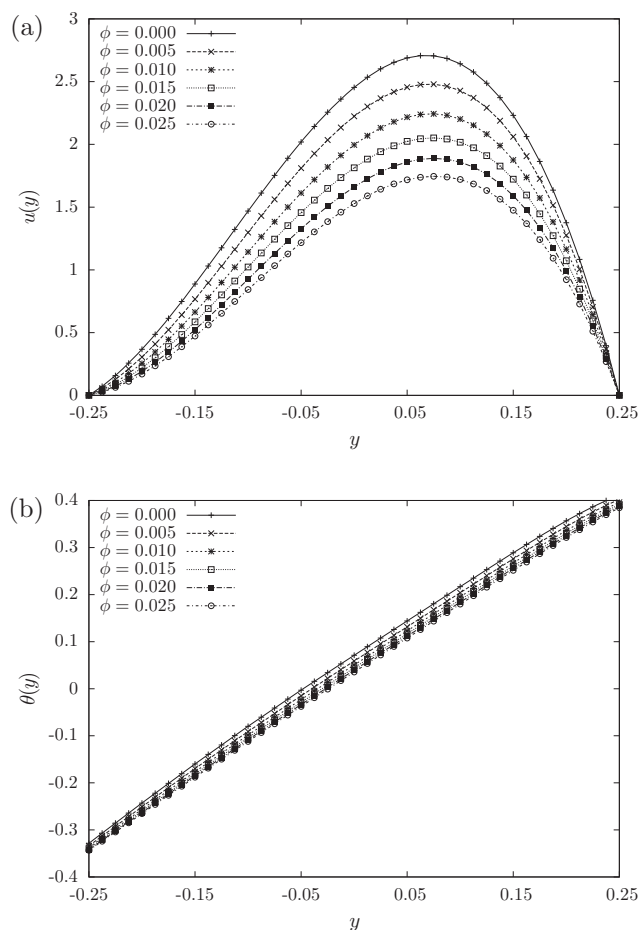 (a)
3
2.5
2
1.5
1
0.5
0
u(y)
ϕ = 0.000
ϕ = 0.005
ϕ = 0.010
ϕ = 0.015
ϕ = 0.020
ϕ = 0.025
-0.25 -0.15 -0.05 0.05 0.15 0.25
y
(b)
0.4
0.3
0.2
0.1
0
-0.1
-0.2
-0.3
-0.4
θ(y)
ϕ = 0.000
ϕ = 0.005
ϕ = 0.010
ϕ = 0.015
ϕ = 0.020
ϕ = 0.025
-0.25 -0.15 -0.05 0.05 0.15 0.25
y